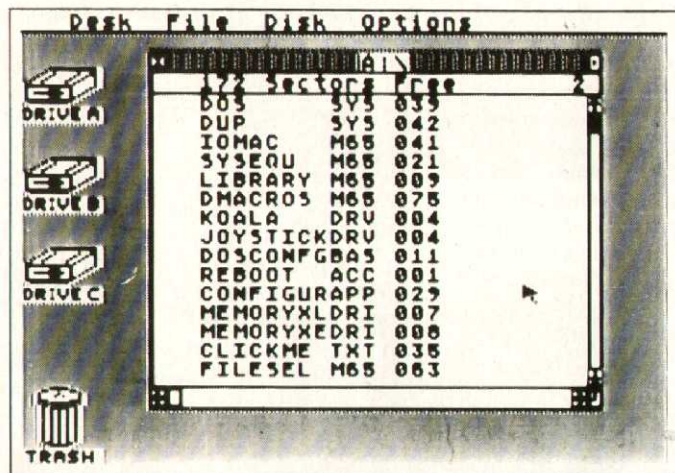 Desk File Disk Options
A:\
172 Sectors Free 2
DOS SYS 039
DUP SYS 042
IOMAC M65 041
SYSEQU M65 021
LIBRARY M65 009
DMACROS M65 075
KOALA DRV 004
JOYSTICKDRV 004
DOSCONFGBAS 011
REBOOT ACC 001
CONFIGURAPP 029
MEMORYXLDRI 007
MEMORYXEDRI 008
CLICKME TXT 035
FILESEL M65 063
DRIVE A
DRIVE B
DRIVE C
TRASH